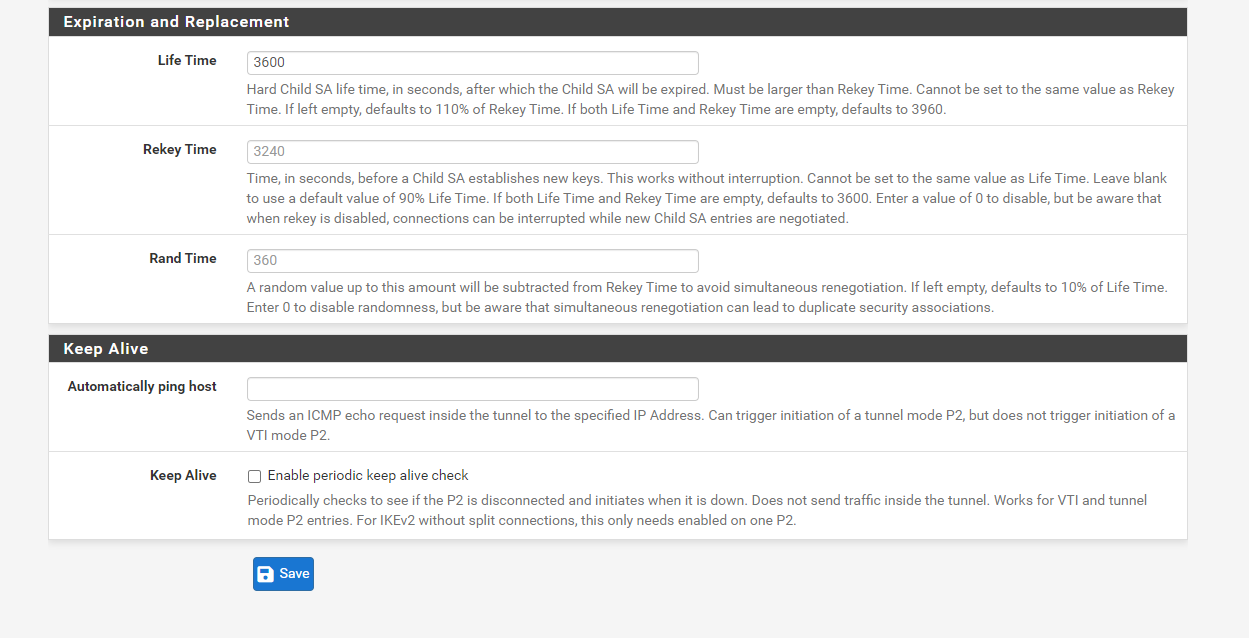 Expiration and Replacement
Life Time
3600
Hard Child SA life time, in seconds, after which the Child SA will be expired. Must be larger than Rekey Time. Cannot be set to the same value as Rekey
Time. If left empty, defaults to 110% of Rekey Time. If both Life Time and Rekey Time are empty, defaults to 3960.
Rekey Time
3240
Time, in seconds, before a Child SA establishes new keys. This works without interruption. Cannot be set to the same value as Life Time. Leave blank
to use a default value of 90% Life Time. If both Life Time and Rekey Time are empty, defaults to 3600. Enter a value of 0 to disable, but be aware that
when rekey is disabled, connections can be interrupted while new Child SA entries are negotiated.
Rand Time
360
A random value up to this amount will be subtracted from Rekey Time to avoid simultaneous renegotiation. If left empty, defaults to 10% of Life Time.
Enter 0 to disable randomness, but be aware that simultaneous renegotiation can lead to duplicate security associations.
Keep Alive
Automatically ping host
Sends an ICMP echo request inside the tunnel to the specified IP Address. Can trigger initiation of a tunnel mode P2, but does not trigger initiation of a
VTI mode P2.
Keep Alive
Enable periodic keep alive check
Periodically checks to see if the P2 is disconnected and initiates when it is down. Does not send traffic inside the tunnel. Works for VTI and tunnel
mode P2 entries. For IKEv2 without split connections, this only needs enabled on one P2.
Save